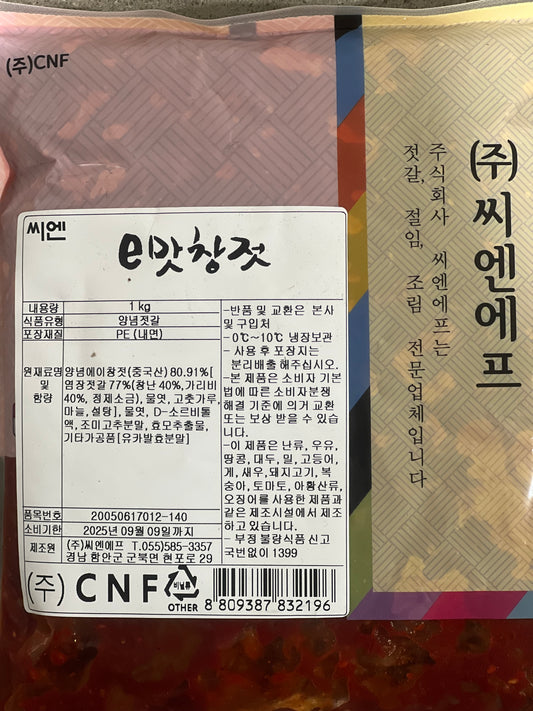 (주)CNF
(주)씨엔에프
주식회사 씨엔에프는
젓갈, 절임, 조림 전문업체입니다
씨엔
e맛창젓
내용량 1 kg
식품유형 양념젓갈
포장재질 PE (내면)
원재료명 및 함량
양념에이창젓(중국산) 80.91%[
염장젓갈 77%(창난 40%,가리비
40%, 정제소금), 물엿, 고춧가루,
마늘, 설탕], 물엿, D-소르비톨
액, 조미고추분말, 효모추출물,
기타가공품[유카발효분말]
품목번호 20050617012-140
소비기한 2025년 09월 09일까지
제조원 (주)씨엔에프 T.055)585-3357
경남 함안군 군북면 현포로 29
-반품 및 교환은 본사
및 구입처
- 0℃~10℃ 냉장보관
- 사용 후 포장지는
분리배출 해주십시오.
-본 제품은 소비자 기본
법에 따른 소비자분쟁
해결 기준에 의거 교환
또는 보상 받을 수 있습
니다.
-이 제품은 난류, 우유,
땅콩, 대두, 밀, 고등어,
게, 새우, 돼지고기, 복
숭아, 토마토, 아황산류,
오징어를 사용한 제품과
같은 제조시설에서 제조
하고 있습니다.
- 부정 불량식품 신고
국번없이 1399
(주) CNF
비닐류
OTHER
8 809387 832196